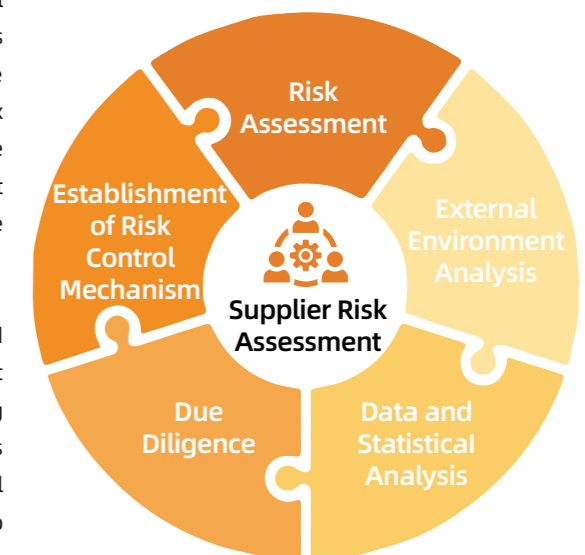 Risk
Assessment
External
Environment
Analysis
Data and
Statistical
Analysis
Due
Diligence
Establishment
of Risk
Control
Mechanism
Supplier Risk
Assessment